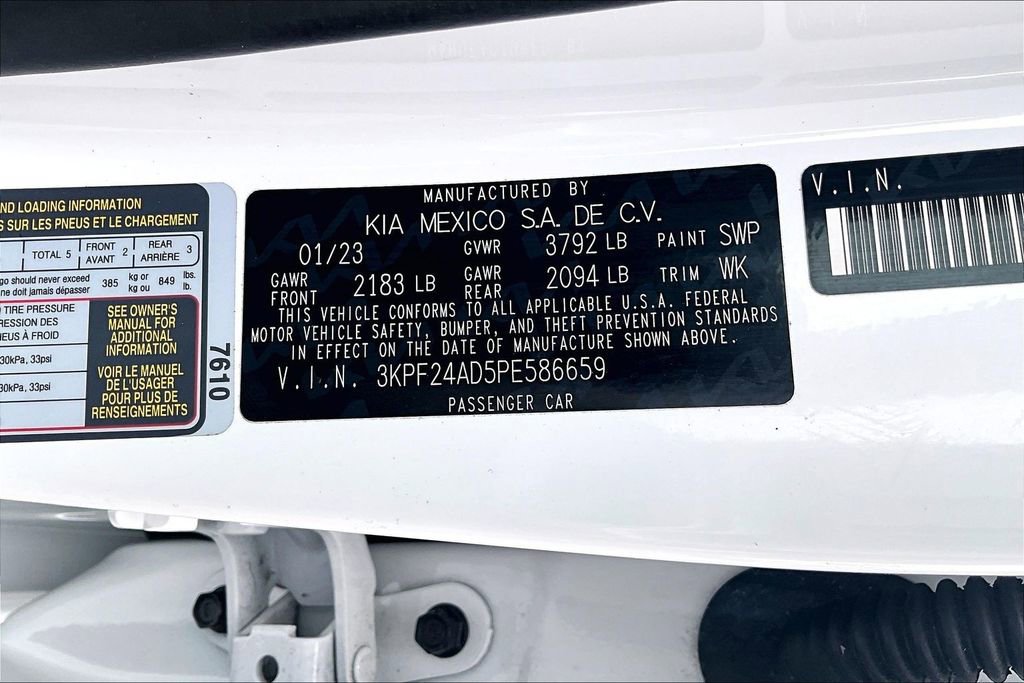 ND LOADING INFORMATION
S SUR LES PNEUS ET LE CHARGEMENT
TOTAL 5 FRONT 2 REAR 3
AVANT ARRIÈRE
go should never exceed 385 kg or 849 lbs.
ne doit jamais dépasser kg ou lb.
TIRE PRESSURE
RESSION DES
NEUS À FROID
30kPa, 33psi
30kPa, 33psi
SEE OWNER'S
MANUAL FOR
ADDITIONAL
INFORMATION
VOIR LE MANUEL
DE L'USAGER
POUR PLUS DE
RENSEIGNEMENTS
7610
MANUFACTURED BY
KIA MEXICO S.A. DE C.V.
01/23 GVWR 3792 LB PAINT SWP
GAWR FRONT 2183 LB GAWR REAR 2094 LB TRIM WK
THIS VEHICLE CONFORMS TO ALL APPLICABLE U.S.A. FEDERAL
MOTOR VEHICLE SAFETY, BUMPER, AND THEFT PREVENTION STANDARDS
IN EFFECT ON THE DATE OF MANUFACTURE SHOWN ABOVE.
V.I.N. 3KPF24AD5PE586659
PASSENGER CAR
V.I.N.